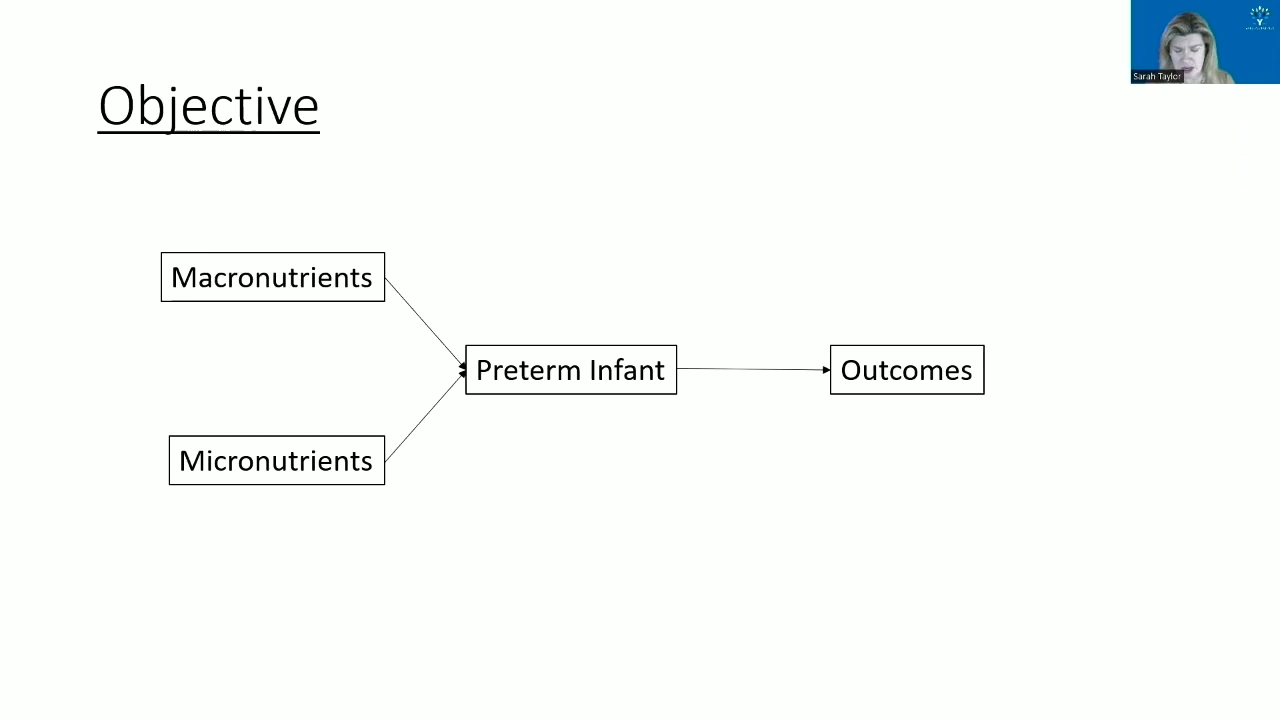 Sarah Taylor
Objective
Macronutrients
Preterm Infant
Outcomes
Micronutrients